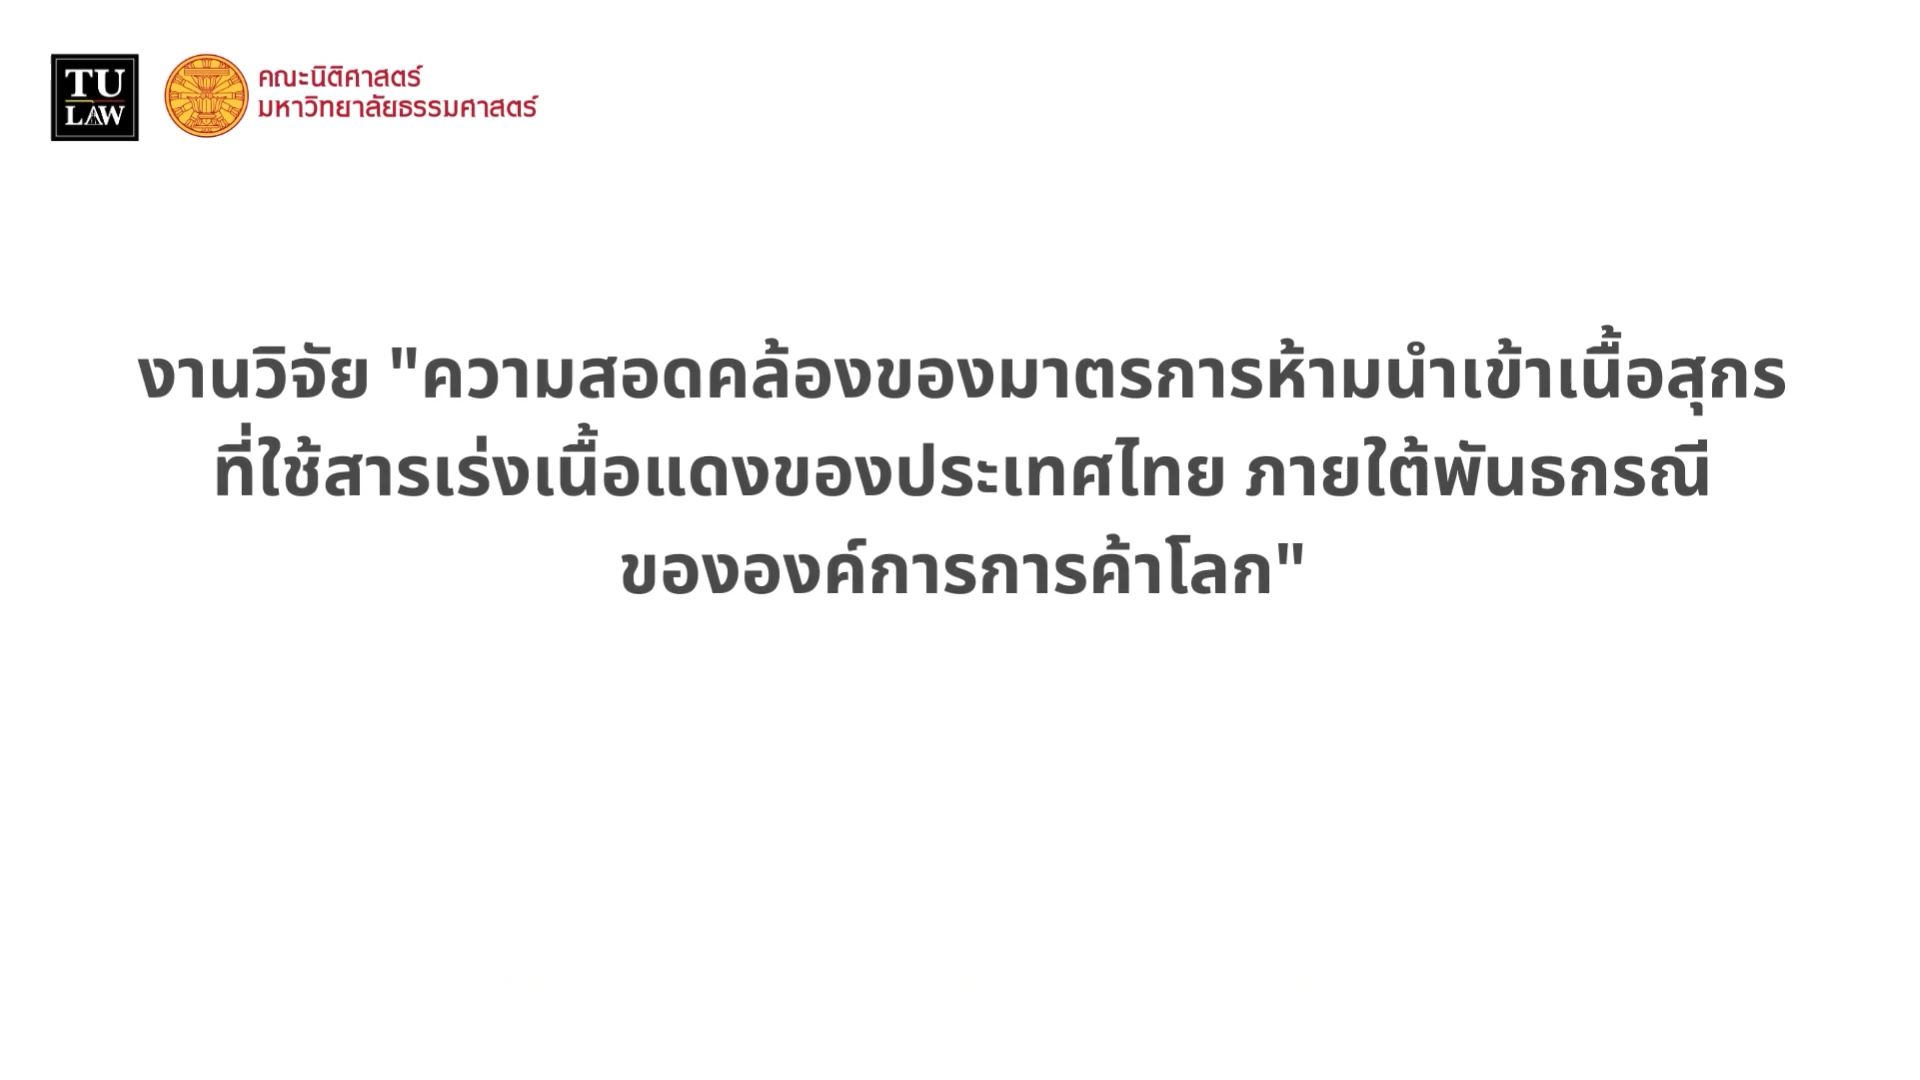 TU
LAW
คณะนิติศาสตร์
มหาวิทยาลัยธรรมศาสตร์
งานวิจัย "ความสอดคล้องของมาตรการห้ามนำเข้าเนื้อสุกร
ที่ใช้สารเร่งเนื้อแดงของประเทศไทย ภายใต้พันธกรณี
ขององค์การการค้าโลก"